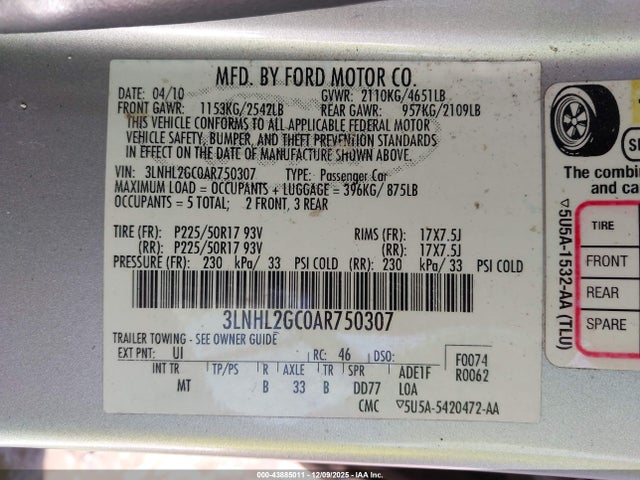 MFD. BY FORD MOTOR CO.
DATE: 04/10 GVWR: 2110KG/4651LB
FRONT GAWR: 1153KG/2542LB REAR GAWR: 957KG/2109LB
THIS VEHICLE CONFORMS TO ALL APPLICABLE FEDERAL MOTOR
VEHICLE SAFETY, BUMPER, AND THEFT PREVENTION STANDARDS
IN EFFECT ON THE DATE OF MANUFACTURE SHOWN ABOVE.
VIN: 3LNHL2GC0AR750307 TYPE: Passenger Car
MAXIMUM LOAD = OCCUPANTS + LUGGAGE = 396KG/ 875LB
OCCUPANTS = 5 TOTAL; 2 FRONT, 3 REAR
TIRE (FR): P225/50R17 93V RIMS (FR): 17X7.5J
(RR): P225/50R17 93V (RR): 17X7.5J
PRESSURE (FR): 230 kPa/ 33 PSI COLD (RR): 230 kPa/ 33 PSI COLD
3LNHL2GC0AR750307
TRAILER TOWING - SEE OWNER GUIDE
EXT PNT: UI RC: 46 DSO: F0074
INT TR TP/PS R AXLE TR SPR ADE1F R0062
MT B 33 B DD77 LOA
CMC ▽5U5A-5420472-AA
The combin
and ca
TIRE
FRONT
REAR
SPARE
▽5U5A-1532-AA (TLU)
000-43885011 - 12/09/2025 - IAA Inc.